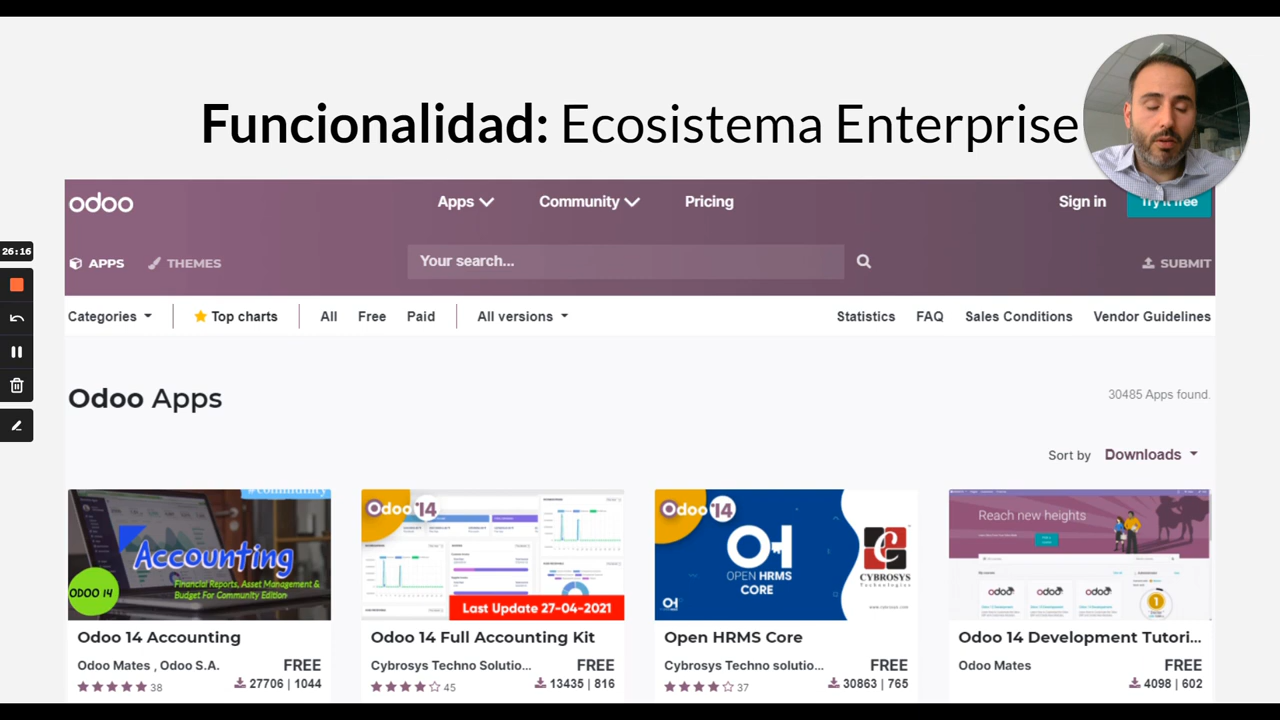 Funcionalidad: Ecosistema Enterprise
odoo
Apps Community Pricing
Sign in
Try it free
26:16
APPS THEMES
Your search...
SUBMIT
Categories Top charts All Free Paid All versions
Statistics FAQ Sales Conditions Vendor Guidelines
Odoo Apps
30485 Apps found.
Sort by Downloads
#community
Accounting
Financial Reports, Asset Management &
Budget For Community Edition
ODOO 14
Odoo 14
Last Update 27-04-2021
Odoo 14
OH
OPEN HRMS
CORE
CYBROSYS
Technologies
Reach new heights
odoo odoo odoo
Odoo 14 Accounting
Odoo Mates , Odoo S.A. FREE
38 27706 | 1044
Odoo 14 Full Accounting Kit
Cybrosys Techno Solutio... FREE
45 13435 | 816
Open HRMS Core
Cybrosys Techno solutio... FREE
37 30863 | 765
Odoo 14 Development Tutori...
Odoo Mates FREE
4098 | 602